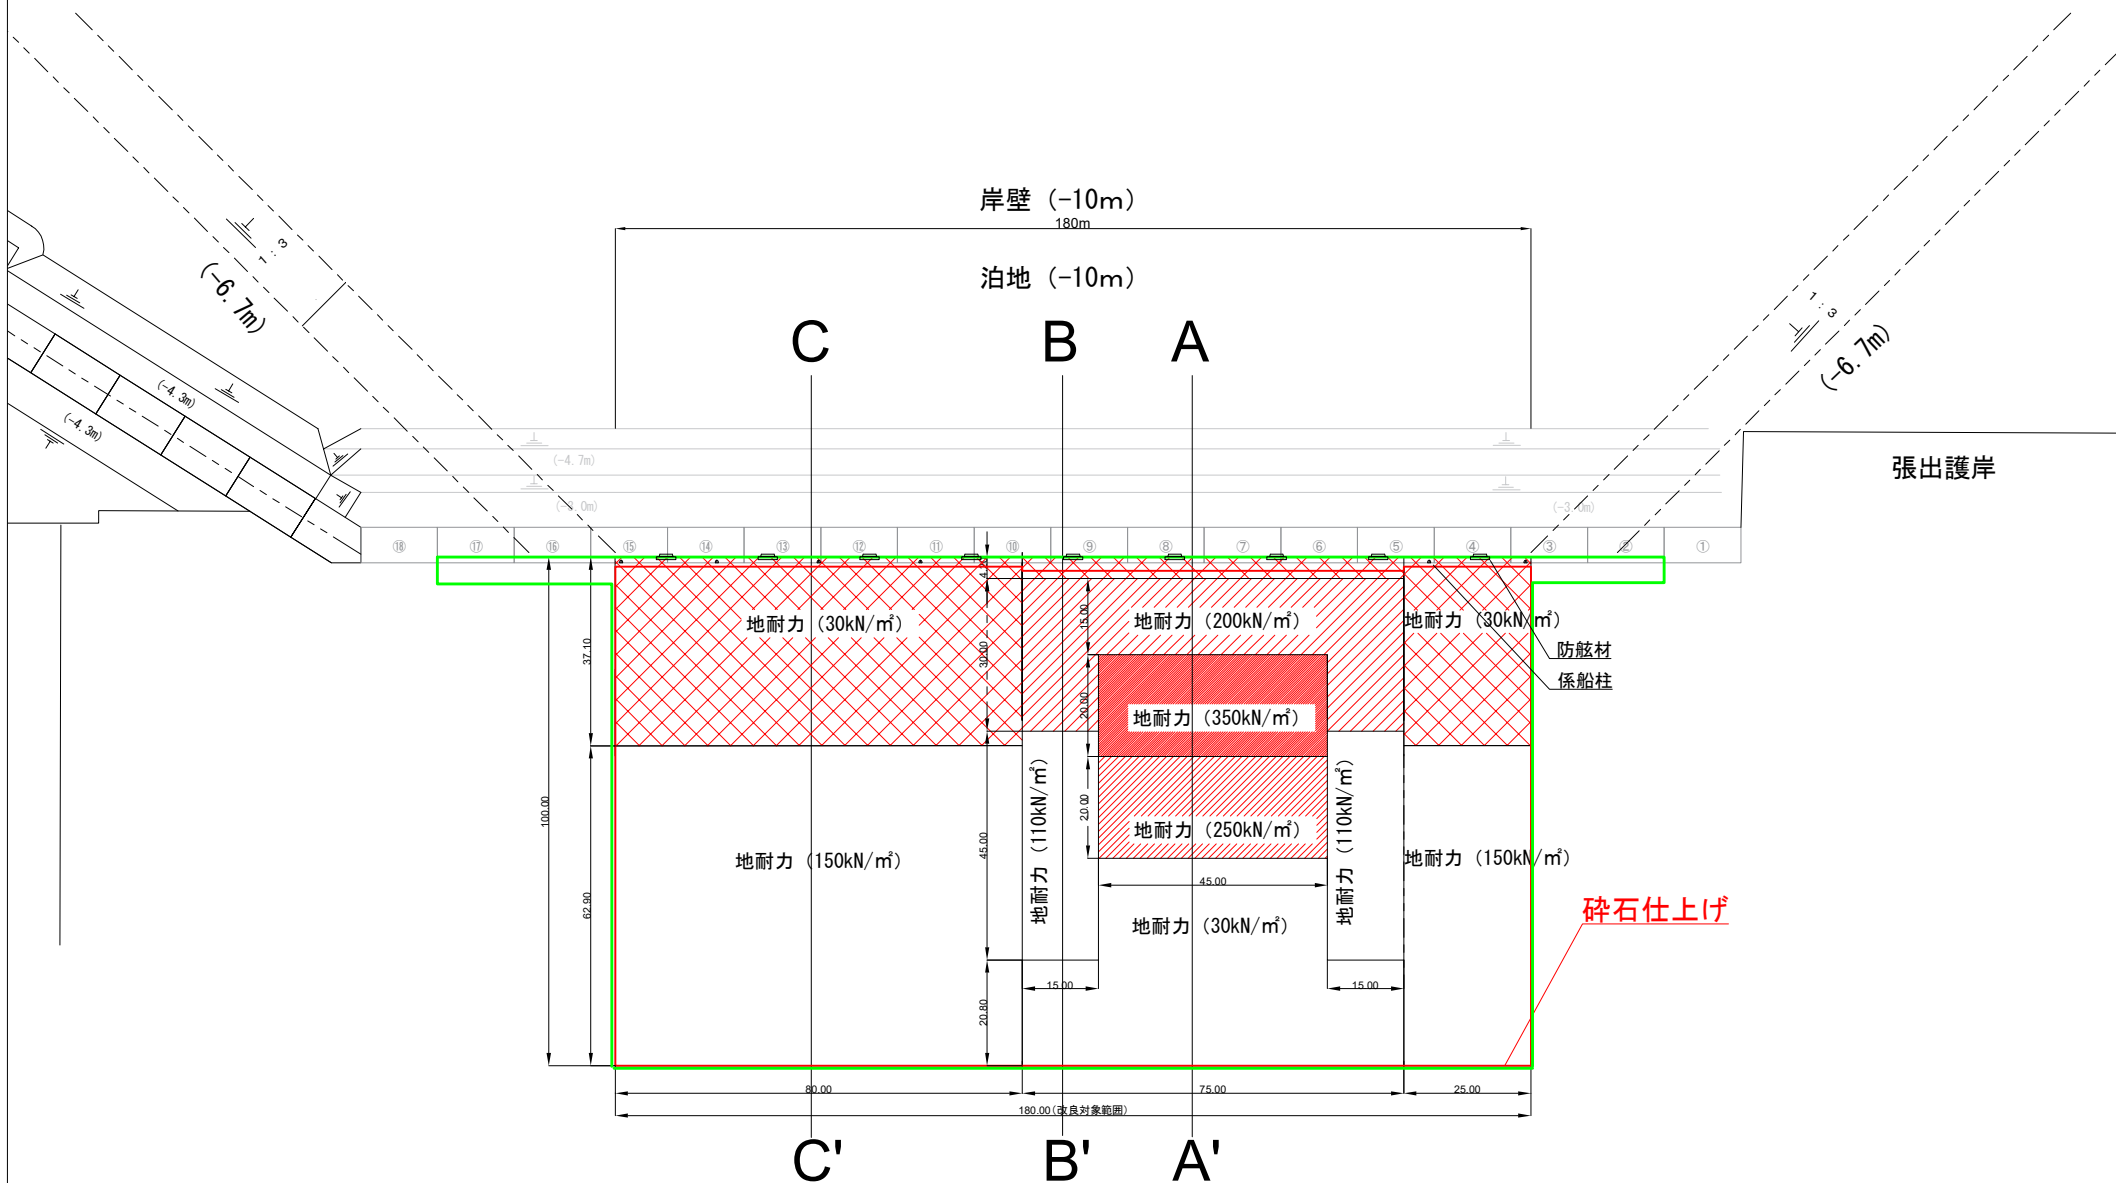 岸壁 (-10m)
180m
泊地 (-10m)
C
B
A
1 : 3
(-6.7m)
1 : 3
(-6.7m)
(-4.3m)
(-4.3m)
(-4.7m)
(-3.0m)
(-3.0m)
張出護岸
⑱ ⑰ ⑯ ⑮ ⑭ ⑬ ⑫ ⑪ ⑩ ⑨ ⑧ ⑦ ⑥ ⑤ ④ ③ ② ①
地耐力 (30kN/㎡)
地耐力 (200kN/㎡)
地耐力 (30kN/㎡)
防舷材
係船柱
地耐力 (350kN/㎡)
地耐力 (250kN/㎡)
地耐力 (110kN/㎡)
地耐力 (110kN/㎡)
地耐力 (150kN/㎡)
地耐力 (150kN/㎡)
地耐力 (30kN/㎡)
砕石仕上げ
37.10
100.00
62.90
4.20
30.00
45.00
20.80
15.00
20.00
20.00
45.00
15.00
15.00
80.00
75.00
25.00
180.00(改良対象範囲)
C'
B'
A'